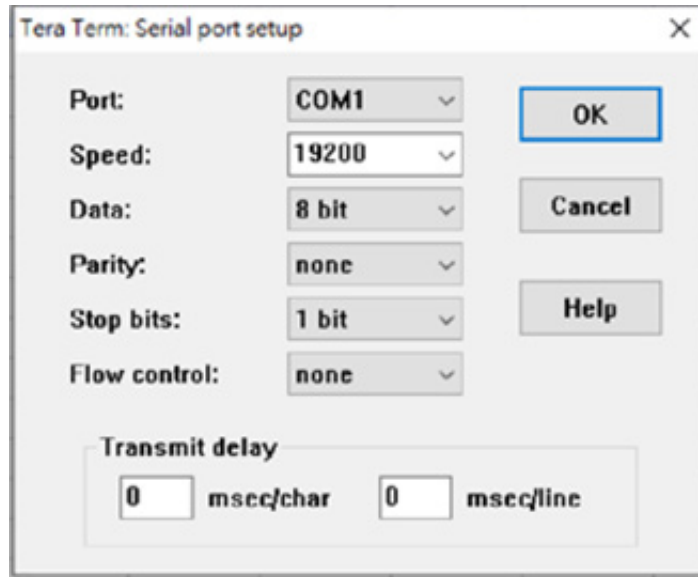 Tera Term: Serial port setup
Port: COM1 OK
Speed: 19200
Data: 8 bit Cancel
Parity: none
Stop bits: 1 bit Help
Flow control: none
Transmit delay
0 msec/char 0 msec/line